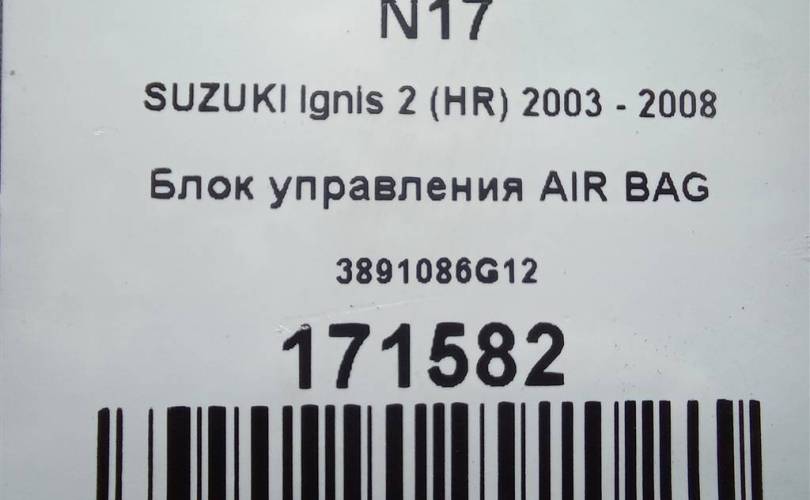 N17
SUZUKI Ignis 2 (HR) 2003 - 2008
Блок управления AIR BAG
3891086G12
171582